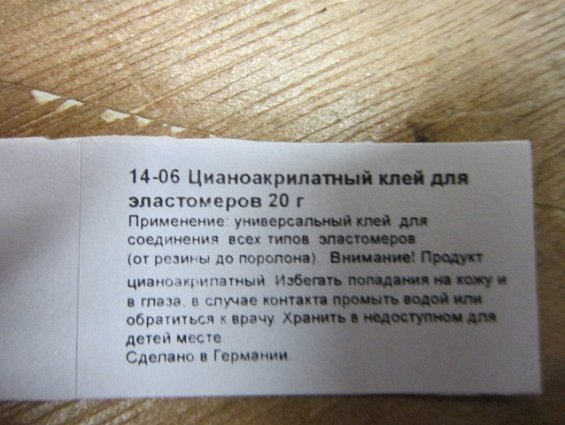 14-06 Цианоакрилатный клей для
эластомеров 20 г
Применение: универсальный клей для
соединения всех типов эластомеров
(от резины до поролона). Внимание! Продукт
цианоакрилатный. Избегать попадания на кожу и
в глаза, в случае контакта промыть водой или
обратиться к врачу. Хранить в недоступном для
детей месте
Сделано в Германии.